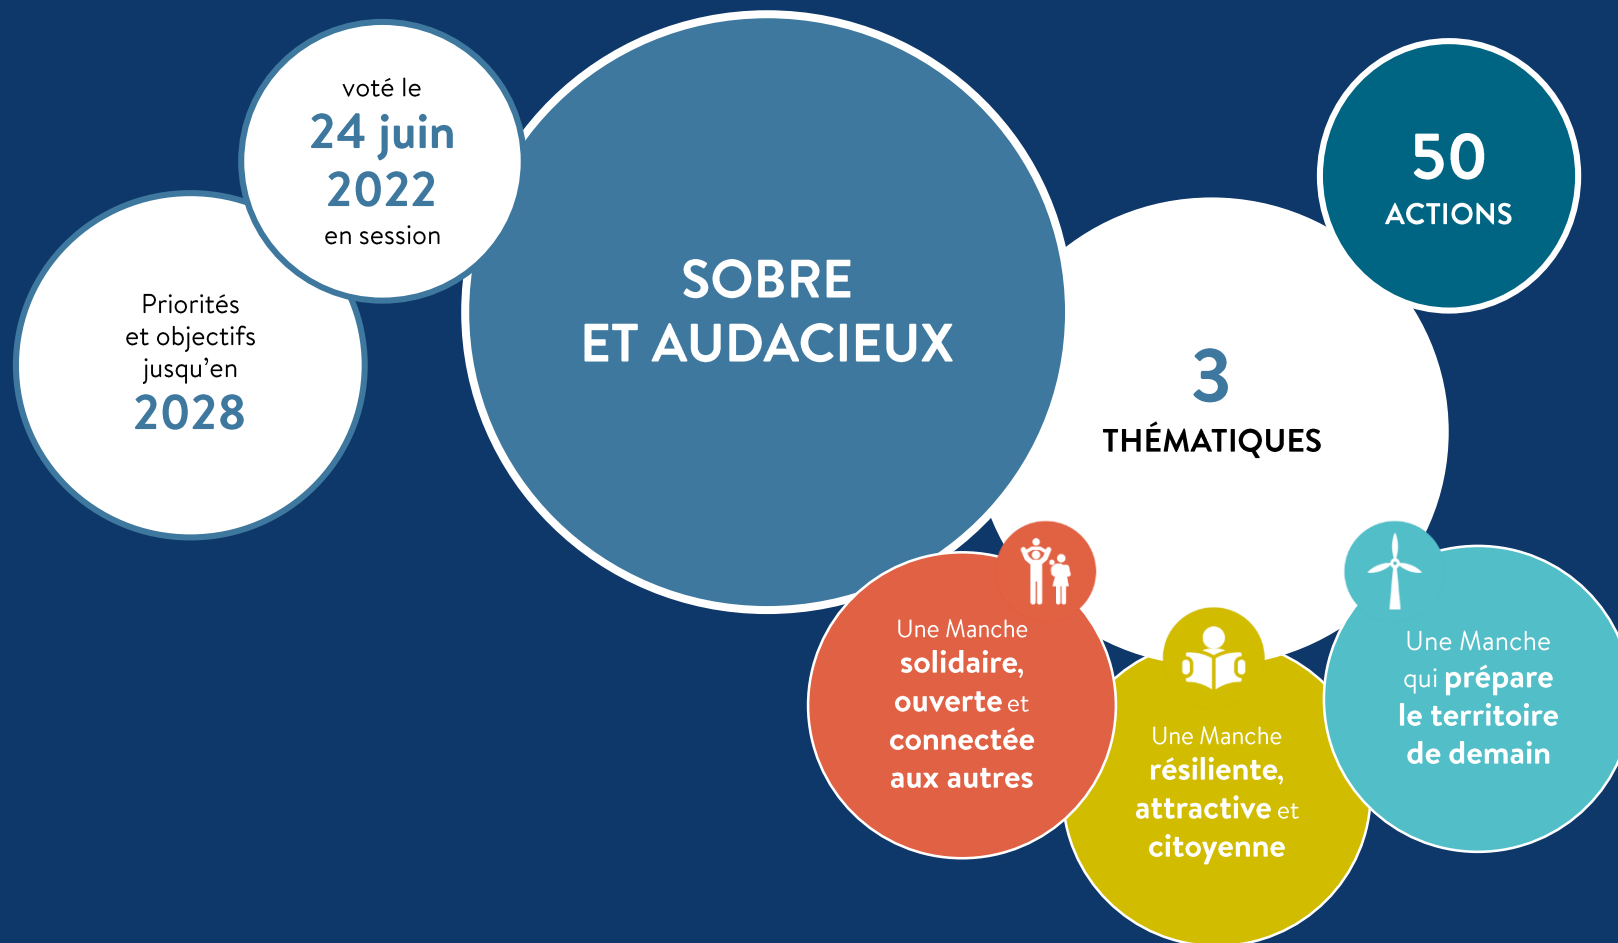 voté le
24 juin
2022
en session
Priorités
et objectifs
jusqu’en
2028
SOBRE
ET AUDACIEUX
50
ACTIONS
3
THÉMATIQUES
Une Manche
solidaire,
ouverte et
connectée
aux autres
Une Manche
résiliente,
attractive et
citoyenne
Une Manche
qui prépare
le territoire
de demain